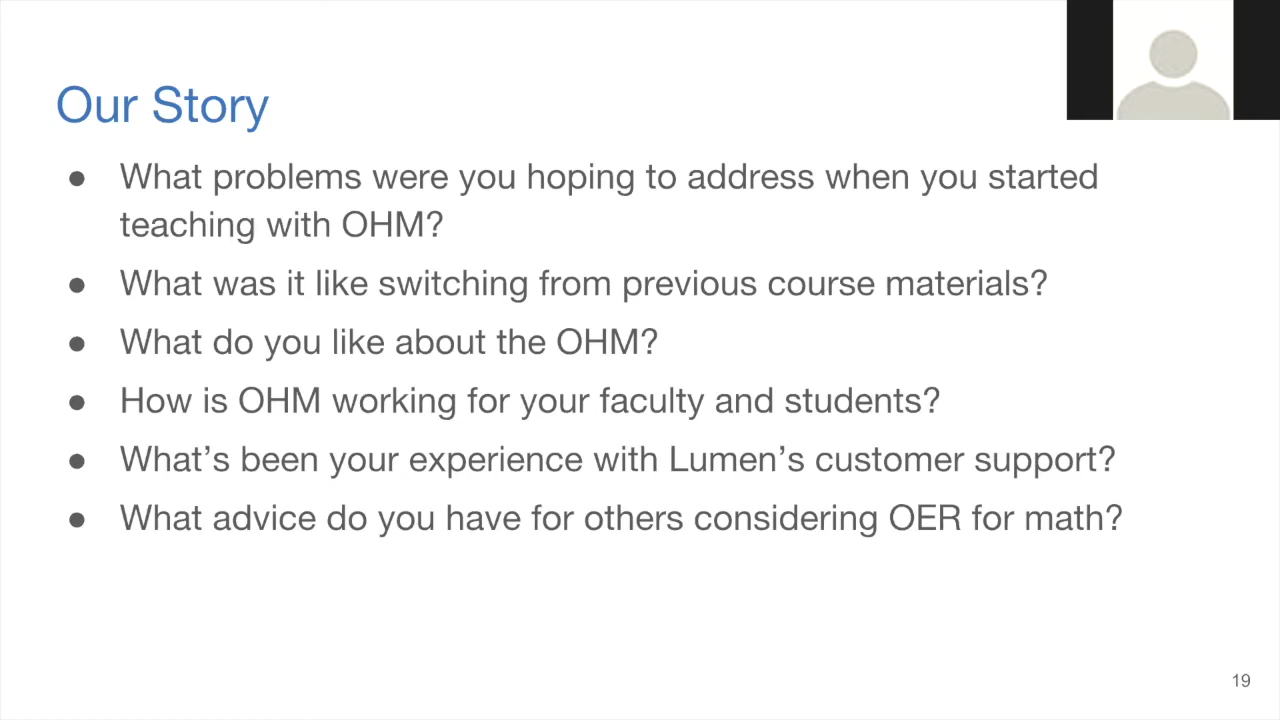 Our Story
● What problems were you hoping to address when you started
teaching with OHM?
● What was it like switching from previous course materials?
● What do you like about the OHM?
● How is OHM working for your faculty and students?
● What’s been your experience with Lumen’s customer support?
● What advice do you have for others considering OER for math?
19